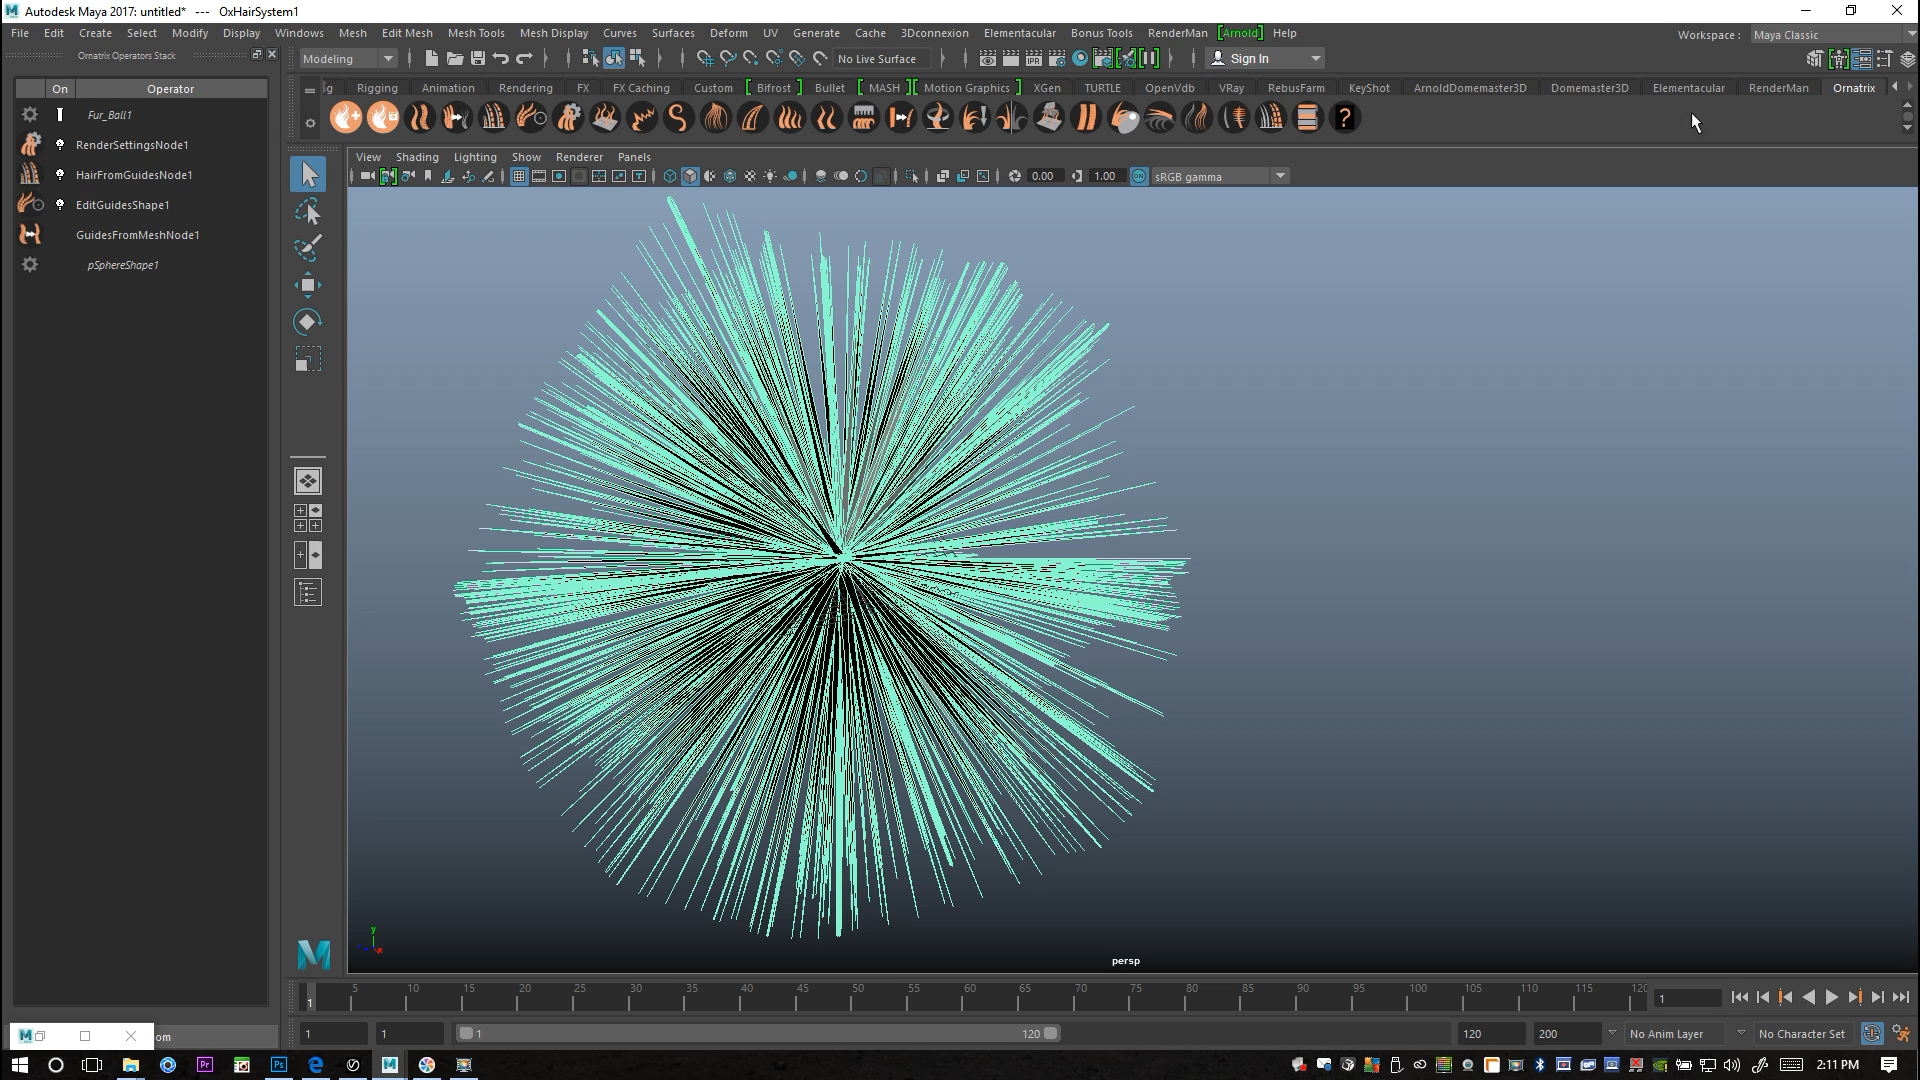 Autodesk Maya 2017: untitled* --- OxHairSystem1
File Edit Create Select Modify Display Windows Mesh Edit Mesh Mesh Tools Mesh Display Curves Surfaces Deform UV Generate Cache 3Dconnexion Elementacular Bonus Tools RenderMan [Arnold] Help
Workspace : Maya Classic
Ornatrix Operators Stack
Modeling No Live Surface Sign In
On Operator
Rigging Animation Rendering FX FX Caching Custom [ Bifrost ] Bullet [ MASH ] [ Motion Graphics ] XGen TURTLE OpenVdb VRay RebusFarm KeyShot ArnoldDomemaster3D Domemaster3D Elementacular RenderMan Ornatrix
Fur_Ball1
RenderSettingsNode1
HairFromGuidesNode1
EditGuidesShape1
GuidesFromMeshNode1
pSphereShape1
View Shading Lighting Show Renderer Panels
IPR
0.00 1.00 ON sRGB gamma
y
x
persp
1 5 10 15 20 25 30 35 40 45 50 55 60 65 70 75 80 85 90 95 100 105 110 115 120
1
om
1 1 1 120 120 200 No Anim Layer No Character Set
Pr Ps M
2:11 PM